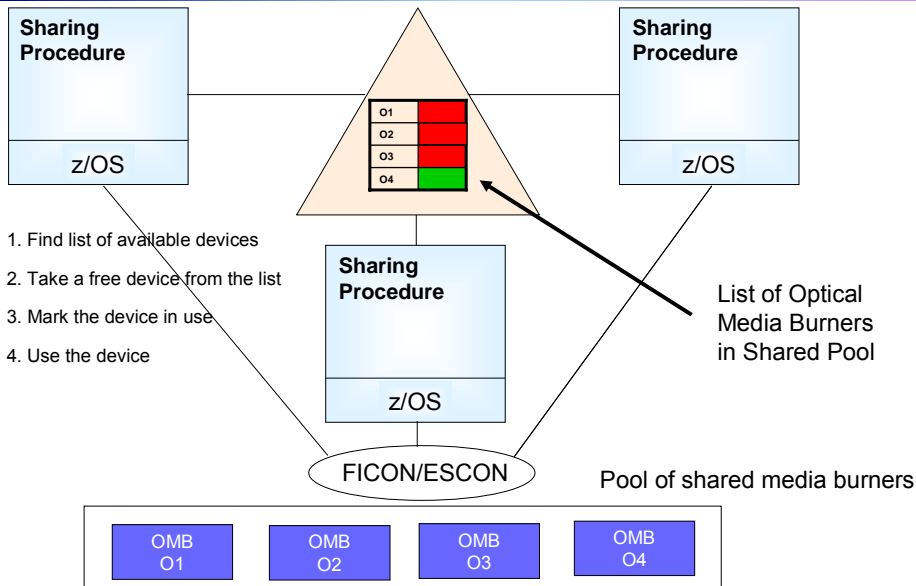 Sharing
Procedure
z/OS
O1
O2
O3
O4
Sharing
Procedure
z/OS
1. Find list of available devices
2. Take a free device from the list
3. Mark the device in use
4. Use the device
Sharing
Procedure
z/OS
List of Optical
Media Burners
in Shared Pool
FICON/ESCON
Pool of shared media burners
OMB
O1
OMB
O2
OMB
O3
OMB
O4